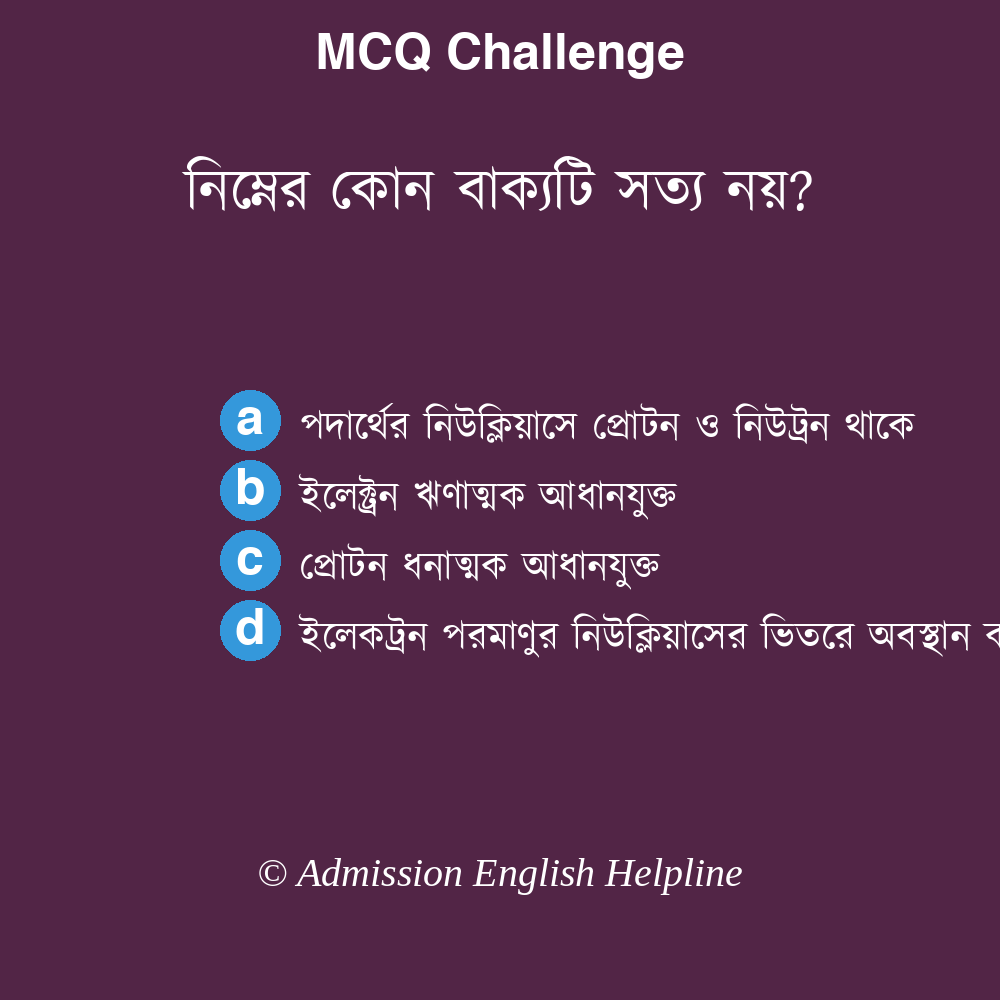 MCQ Challenge
নিম্নের কোন বাক্যটি সত্য নয়?
a পদার্থের নিউক্লিয়াসে প্রোটন ও নিউট্রন থাকে
b ইলেক্ট্রন ঋণাত্মক আধানযুক্ত
c প্রোটন ধনাত্মক আধানযুক্ত
d ইলেকট্রন পরমাণুর নিউক্লিয়াসের ভিতরে অবস্থান
© Admission English Helpline